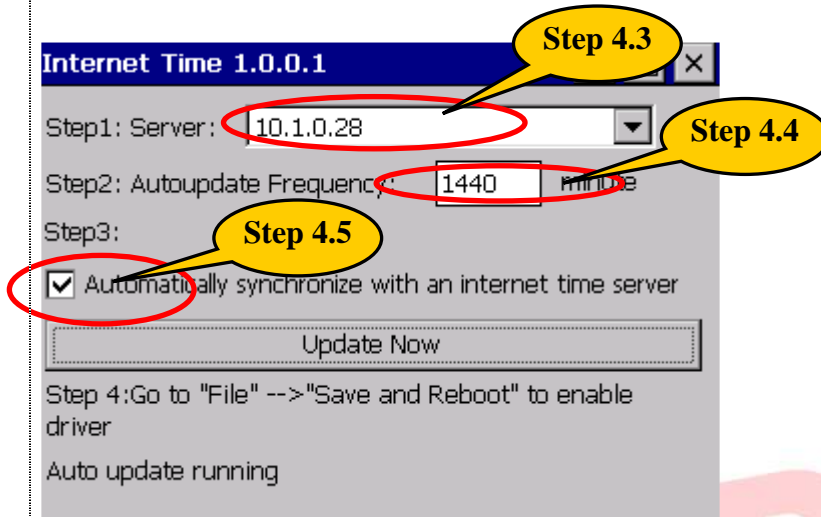 Step 4.3
Internet Time 1.0.0.1
Step1: Server: 10.1.0.28
Step 4.4
Step2: Autoupdate Frequency: 1440 minute
Step3:
Step 4.5
Automatically synchronize with an internet time server
Update Now
Step 4:Go to "File" -->"Save and Reboot" to enable
driver
Auto update running